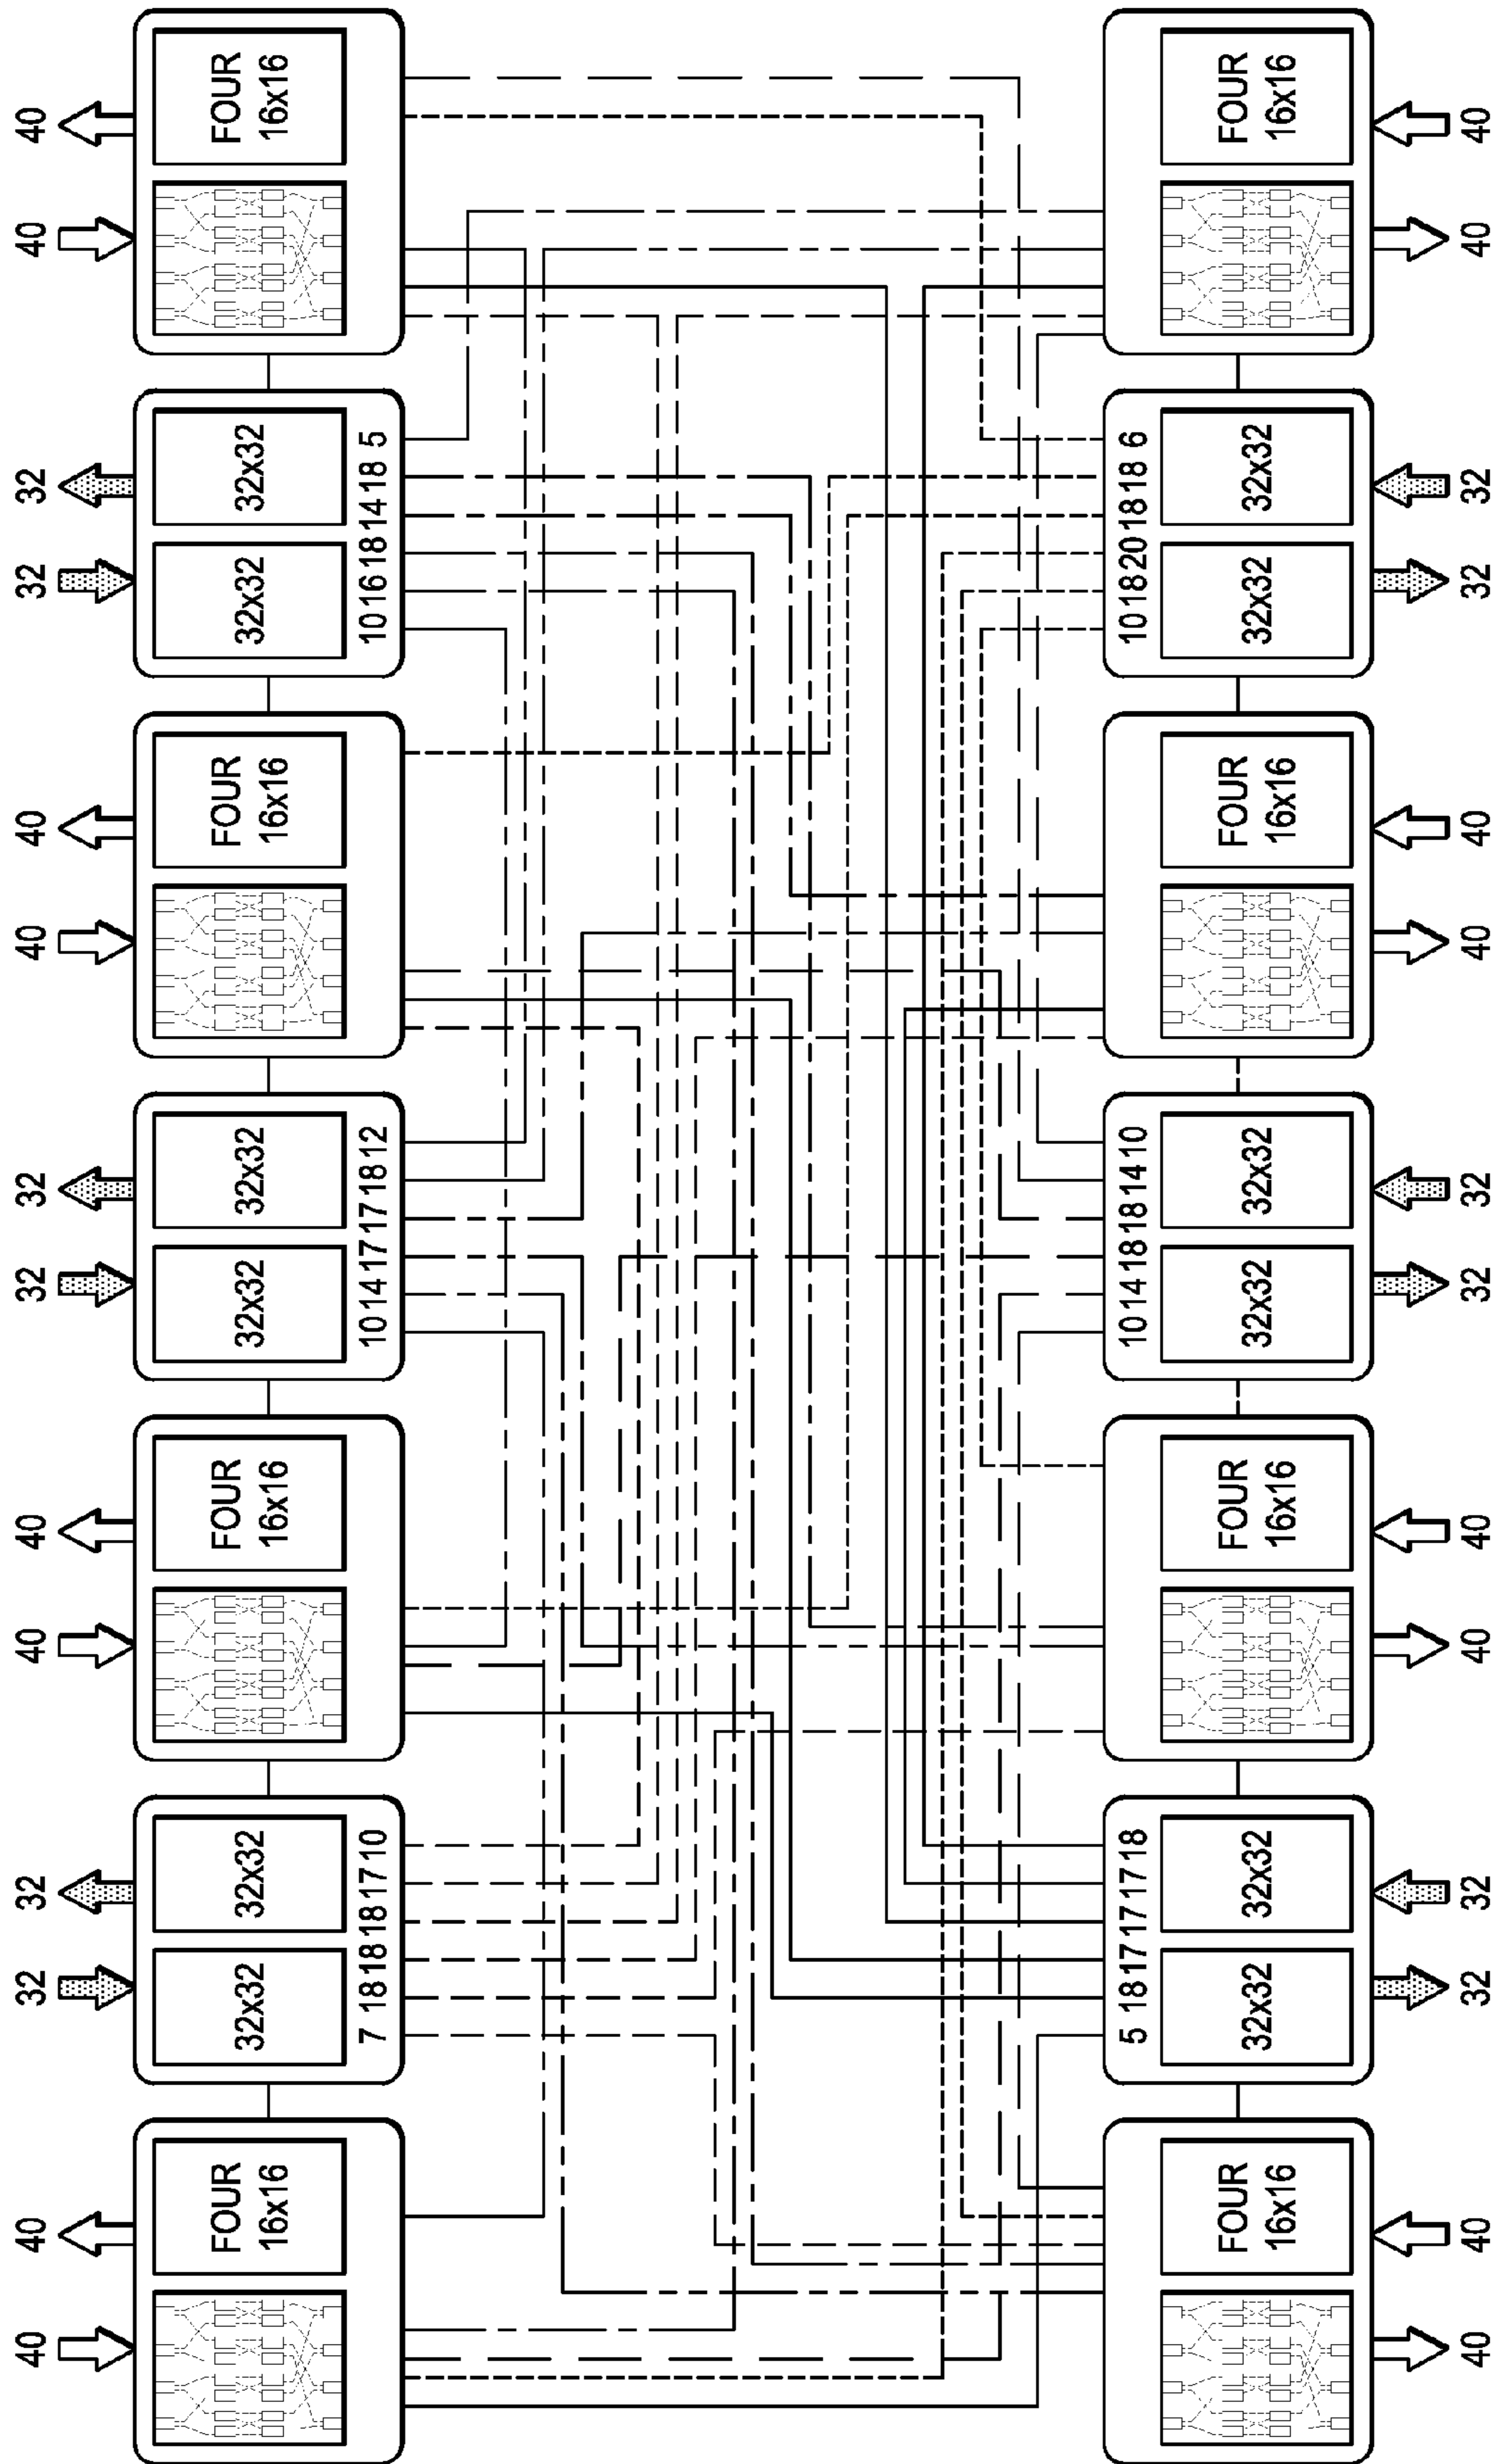 40 40 32 32 40 40 32 32 40 40 32 32 40 40
FOUR
16x16
32x32 32x32
FOUR
16x16
32x32 32x32
FOUR
16x16
32x32 32x32
FOUR
16x16
7 18 18 18 17 10
10 14 17 17 18 12
10 16 18 14 18 5
5 18 17 17 17 18
10 14 18 18 14 10
10 18 20 18 18 6
FOUR
16x16
32x32 32x32
FOUR
16x16
32x32 32x32
FOUR
16x16
32x32 32x32
FOUR
16x16
40 40 32 32 40 40 32 32 40 40 32 32 40 40